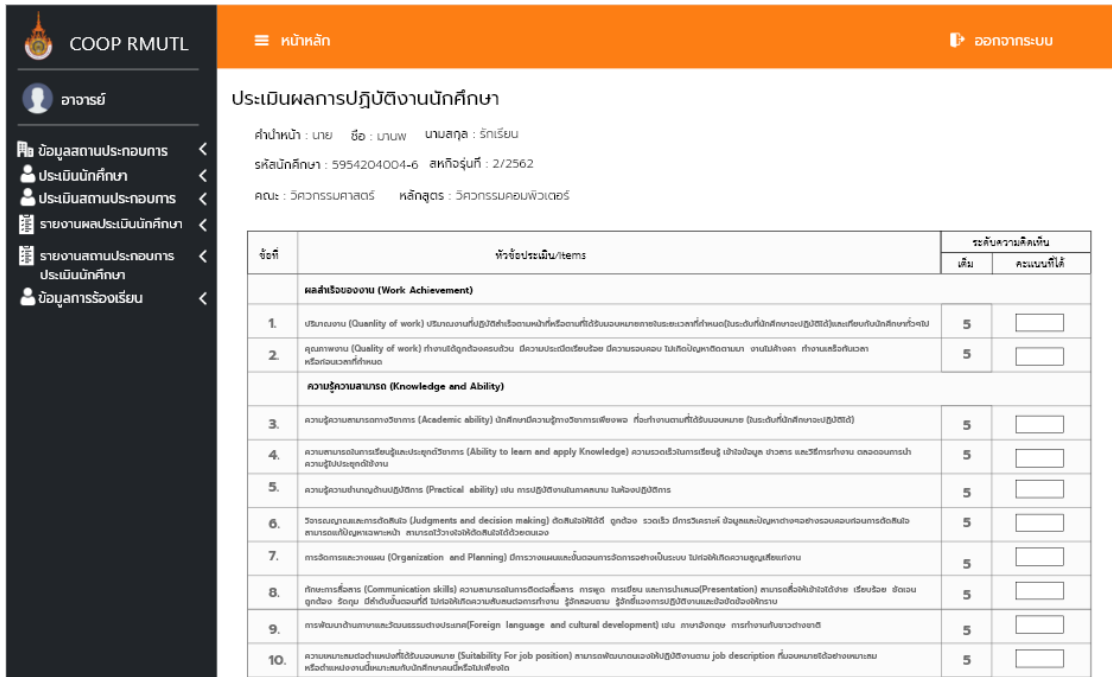 COOP RMUTL
หน้าหลัก
ออกจากระบบ
อาจารย์
ข้อมูลสถานประกอบการ
ประเมินนักศึกษา
ประเมินสถานประกอบการ
รายงานผลประเมินนักศึกษา
รายงานสถานประกอบการ
ประเมินนักศึกษา
ข้อมูลการร้องเรียน
ประเมินผลการปฏิบัติงานนักศึกษา
คำนำหน้า : นาย ชื่อ : มานพ นามสกุล : รักเรียน
รหัสนักศึกษา : 5954204004-6 สหกิจรุ่นที่ : 2/2562
คณะ : วิศวกรรมศาสตร์ หลักสูตร : วิศวกรรมคอมพิวเตอร์
ข้อที่ หัวข้อประเมิน/Items ระดับความคิดเห็น
เต็ม คะแนนที่ได้
ผลสำเร็จของงาน (Work Achievement)
1. ปริมาณงาน (Quanlity of work) ปริมาณงานที่ปฏิบัติสำเร็จตามหน้าที่หรือตามที่ได้รับมอบหมายภายในระยะเวลาที่กำหนด(ในระดับที่นักศึกษาจะปฏิบัติได้)และเทียบกับนักศึกษาทั่วๆไป 5
2. คุณภาพงาน (Quality of work) ทำงานได้ถูกต้องครบถ้วน มีความประณีตเรียบร้อย มีความรอบคอบ ไม่เกิดปัญหาติดตามมา งานไม่ค้างคา ทำงานเสร็จทันเวลา 5
หรือก่อนเวลาที่กำหนด
ความรู้ความสามารถ (Knowledge and Ability)
3. ความรู้ความสามารถทางวิชาการ (Academic ability) นักศึกษามีความรู้ทางวิชาการเพียงพอ ที่จะทำงานตามที่ได้รับมอบหมาย (ในระดับที่นักศึกษาจะปฏิบัติได้) 5
4. ความสามารถในการเรียนรู้และประยุกต์วิชาการ (Ability to learn and apply Knowledge) ความรวดเร็วในการเรียนรู้ เข้าใจข้อมูล ข่าวสาร และวิธีการทำงาน ตลอดจนการนำ 5
ความรู้ไปประยุกต์ใช้งาน
5. ความรู้ความชำนาญด้านปฏิบัติการ (Practical ability) เช่น การปฏิบัติงานในภาคสนาม ในห้องปฏิบัติการ 5
6. วิจารณญาณและการตัดสินใจ (Judgments and decision making) ตัดสินใจให้ได้ดี ถูกต้อง รวดเร็ว มีการวิเคราะห์ ข้อมูลและปัญหาต่างๆอย่างรอบคอบก่อนการตัดสินใจ 5
สามารถแก้ปัญหาเฉพาะหน้า สามารถไว้วางใจให้ตัดสินใจได้ด้วยตนเอง
7. การจัดการและวางแผน (Organization and Planning) มีการวางแผนและขั้นตอนการจัดการอย่างเป็นระบบ ไม่ก่อให้เกิดความสูญเสียแก่งาน 5
8. ทักษะการสื่อสาร (Communication skills) ความสามารถในการติดต่อสื่อสาร การพูด การเขียน และการนำเสนอ(Presentation) สามารถสื่อให้เข้าใจได้ง่าย เรียบร้อย ชัดเจน 5
ถูกต้อง รัดกุม มีลำดับขั้นตอนที่ดี ไม่ก่อให้เกิดความสับสนต่อการทำงาน รู้จักสอบถาม รู้จักชี้แจงการปฏิบัติงานและข้อขัดข้องให้ทราบ
9. การพัฒนาด้านภาษาและวัฒนธรรมต่างประเทศ(Foreign language and cultural development) เช่น ภาษาอังกฤษ การทำงานกับชาวต่างชาติ 5
10. ความเหมาะสมต่อตำแหน่งที่ได้รับมอบหมาย (Suitability For job position) สามารถพัฒนาตนเองให้ปฏิบัติงานตาม job description ที่มอบหมายได้อย่างเหมาะสม 5
หรือตำแหน่งงานนี้เหมาะสมกับนักศึกษาคนนี้หรือไม่เพียงใด